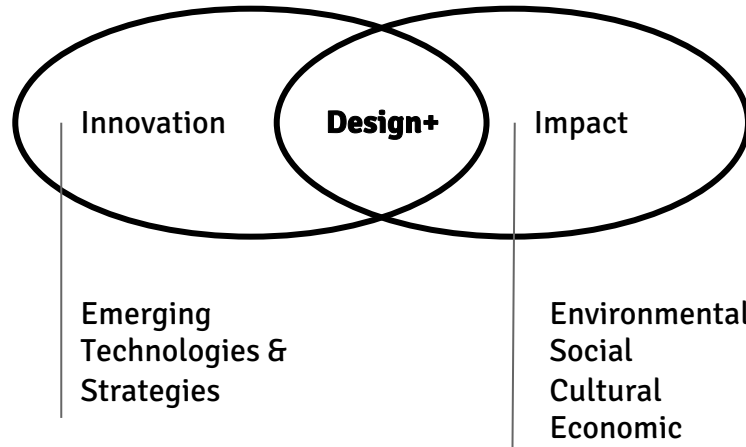 Innovation
Design+
Impact
Emerging
Technologies &
Strategies
Environmental
Social
Cultural
Economic